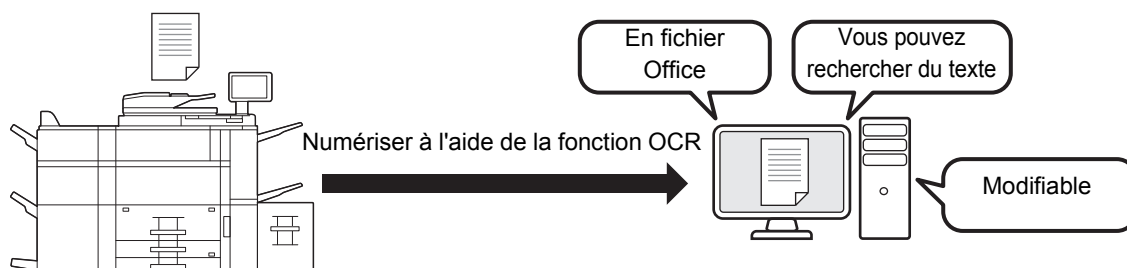 En fichier
Office
Vous pouvez
rechercher du texte
Numériser à l'aide de la fonction OCR
Modifiable